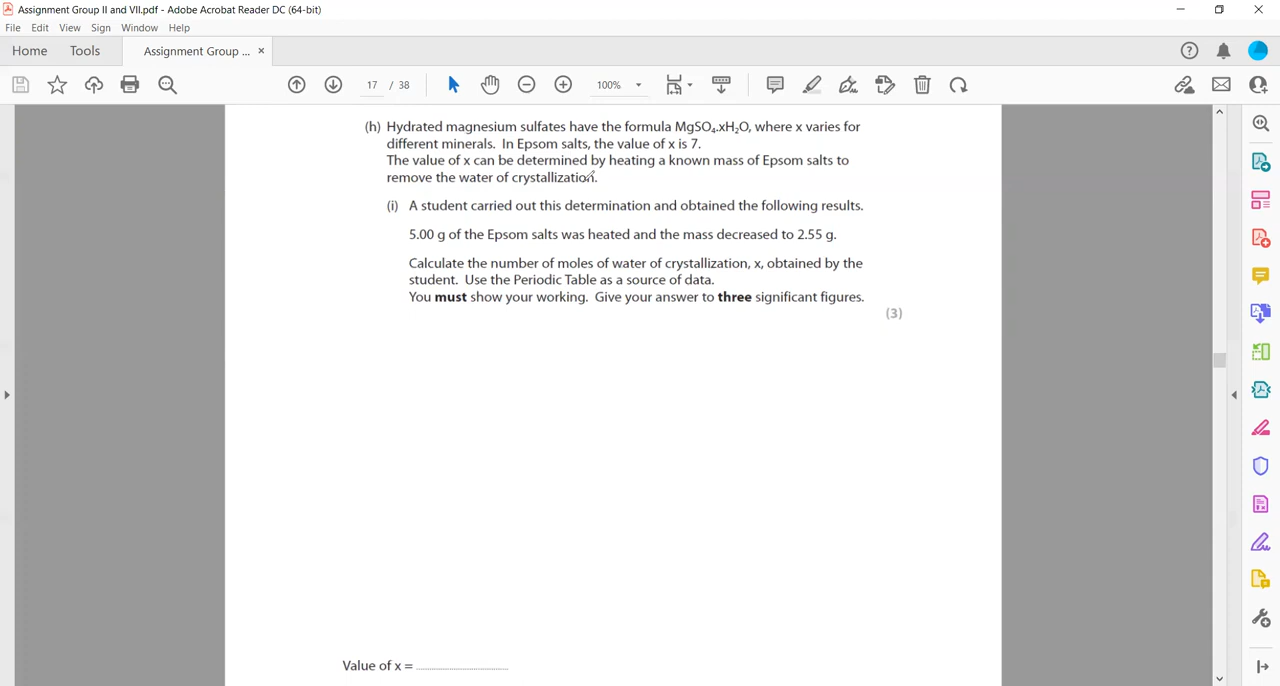 Assignment Group II and VII.pdf - Adobe Acrobat Reader DC (64-bit)
File Edit View Sign Window Help
Home Tools Assignment Group ... ×
17 / 38 100%
(h) Hydrated magnesium sulfates have the formula MgSO₄.xH₂O, where x varies for
different minerals. In Epsom salts, the value of x is 7.
The value of x can be determined by heating a known mass of Epsom salts to
remove the water of crystallization.
(i) A student carried out this determination and obtained the following results.
5.00 g of the Epsom salts was heated and the mass decreased to 2.55 g.
Calculate the number of moles of water of crystallization, x, obtained by the
student. Use the Periodic Table as a source of data.
You must show your working. Give your answer to three significant figures.
(3)
Value of x = ............................